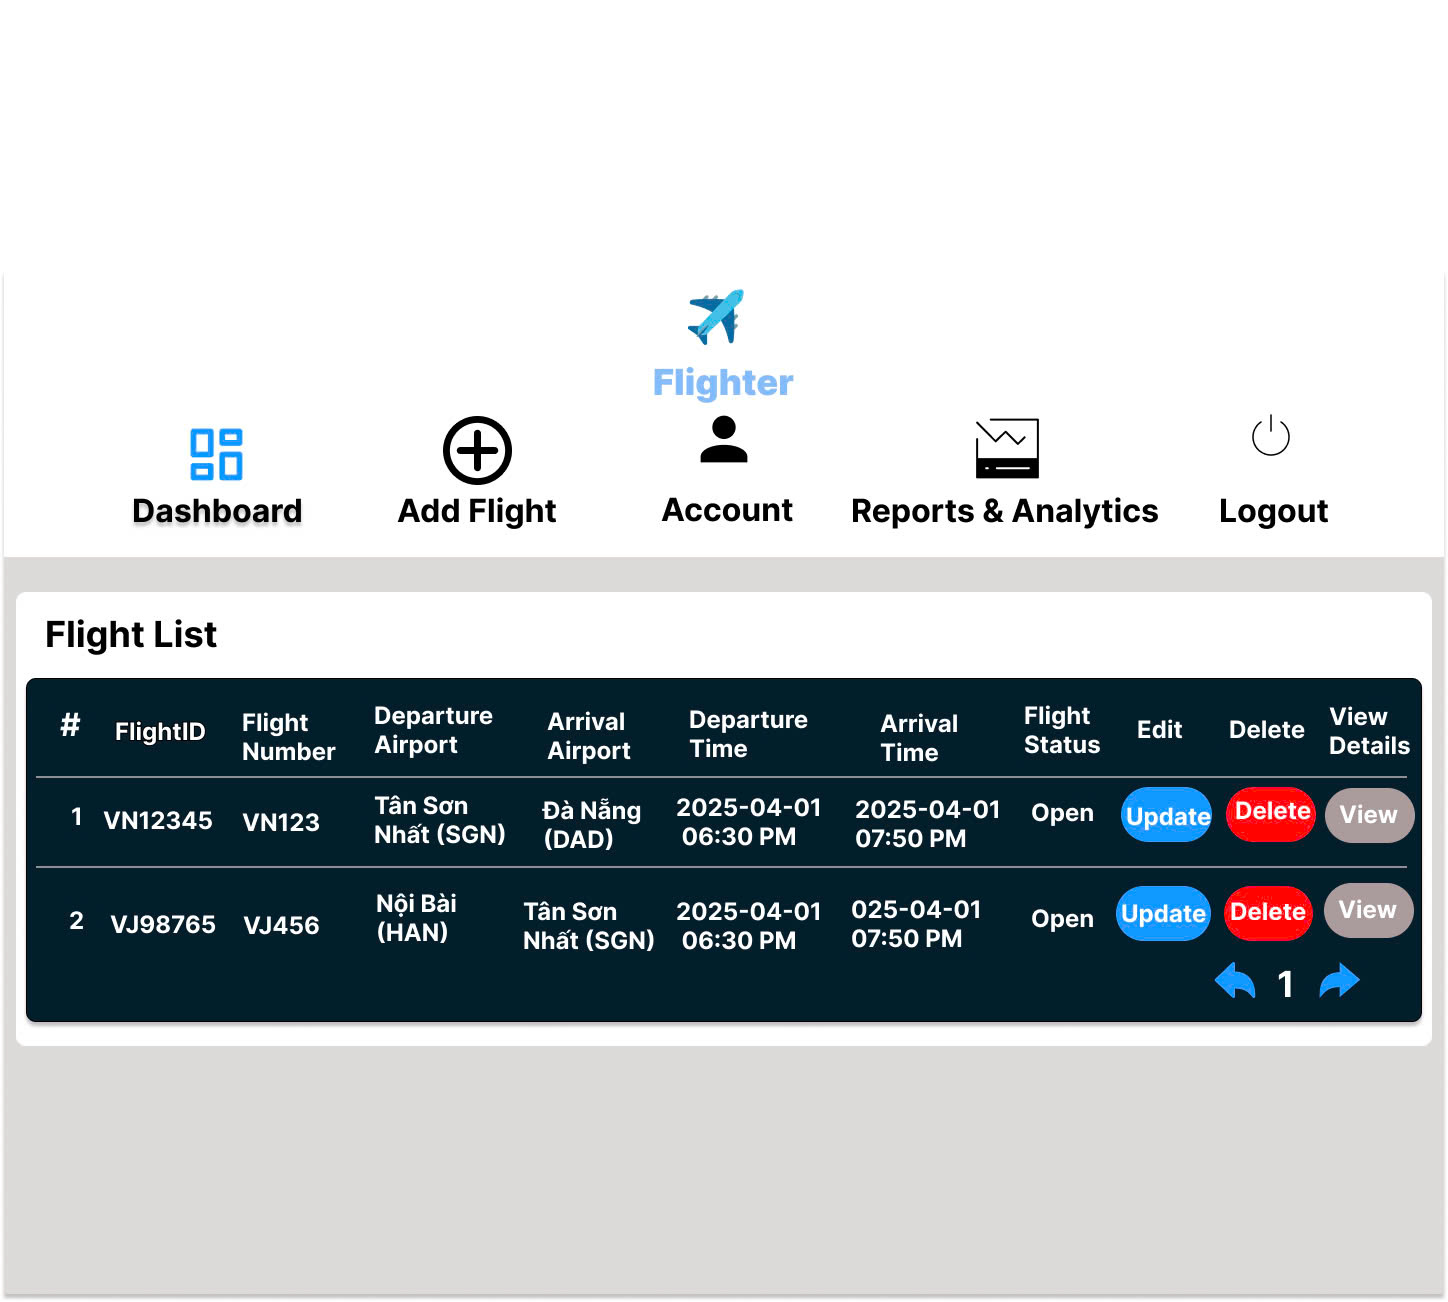 Flighter
Dashboard
Add Flight
Account
Reports & Analytics
Logout
Flight List
#
FlightID
Flight
Number
Departure
Airport
Arrival
Airport
Departure
Time
Arrival
Time
Flight
Status
Edit
Delete
View
Details
1
VN12345
VN123
Tân Sơn
Nhất (SGN)
Đà Nẵng
(DAD)
2025-04-01
06:30 PM
2025-04-01
07:50 PM
Open
Update
Delete
View
2
VJ98765
VJ456
Nội Bài
(HAN)
Tân Sơn
Nhất (SGN)
2025-04-01
06:30 PM
025-04-01
07:50 PM
Open
Update
Delete
View
1